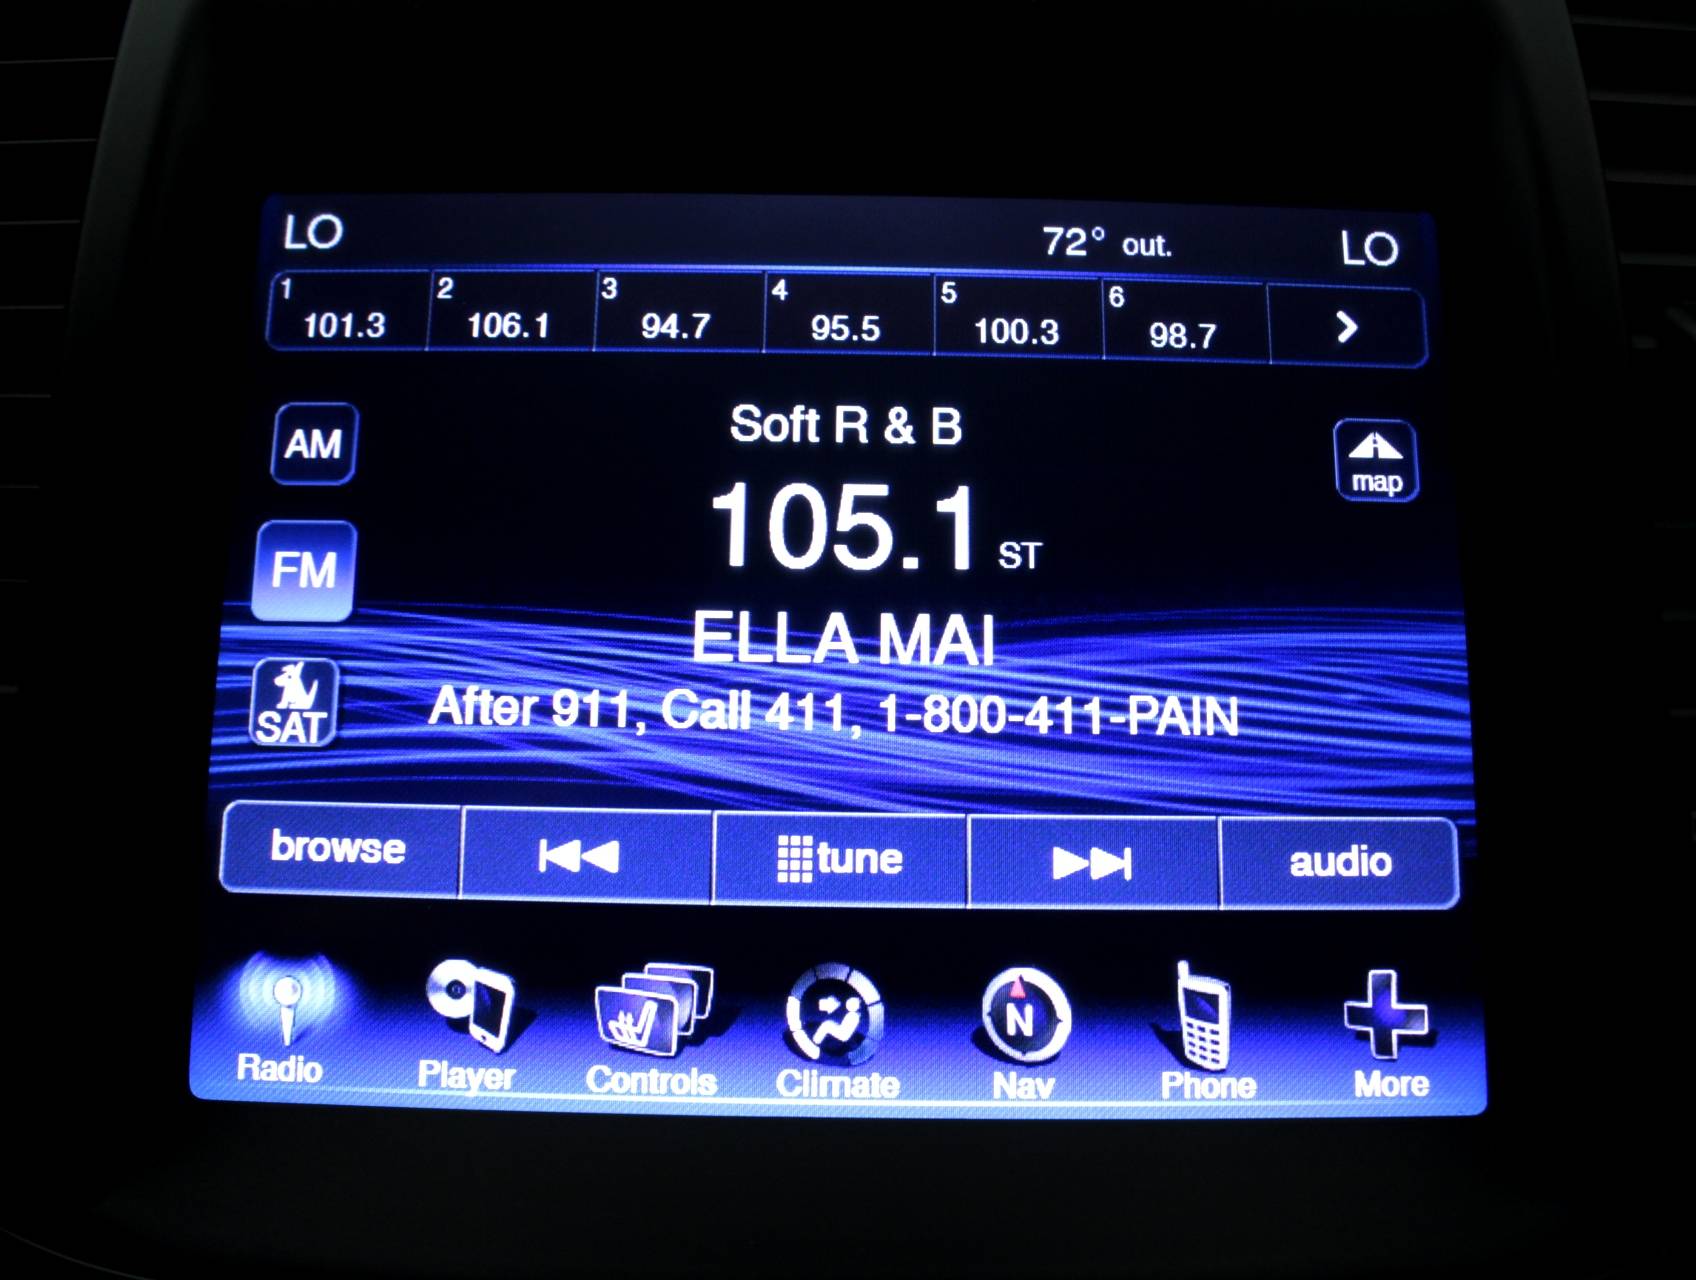 LO 72° out. LO
1 2 3 4 5 6
101.3 106.1 94.7 95.5 100.3 98.7
Soft R & B
AM
map
105.1 ST
FM
ELLA MAI
SAT
After 911, Call 411, 1-800-411-PAIN
browse tune audio
N
Radio Player Controls Climate Nav Phone More